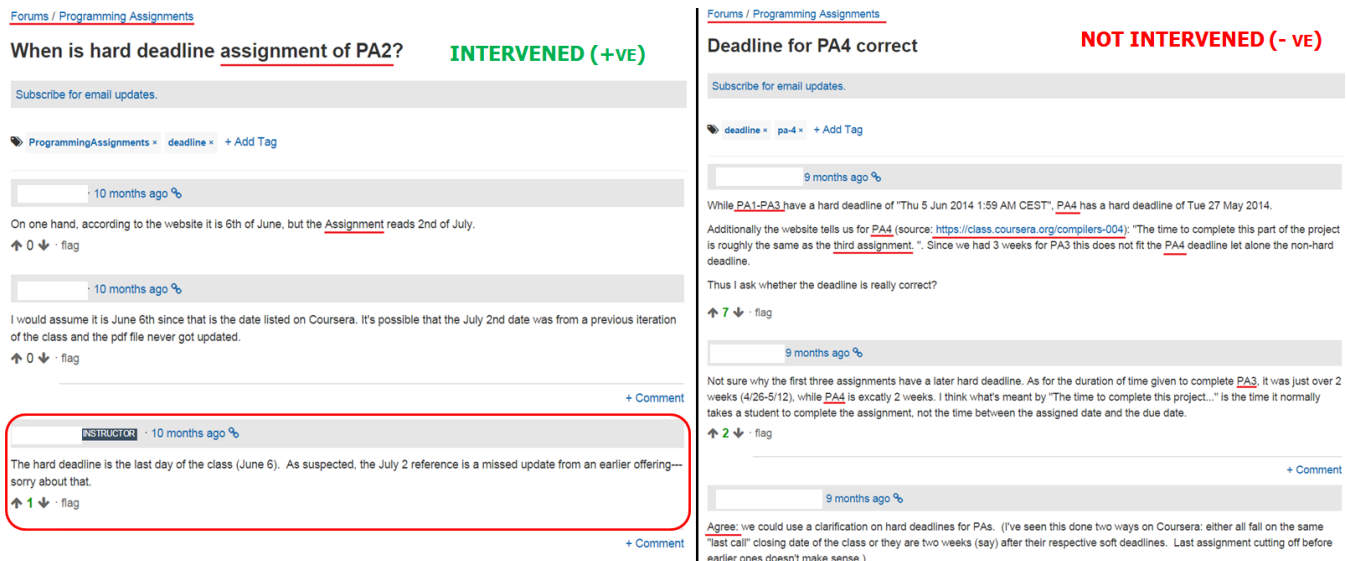 Forums / Programming Assignments
When is hard deadline assignment of PA2?
INTERVENED (+VE)
Subscribe for email updates.
ProgrammingAssignments × deadline × + Add Tag
· 10 months ago
On one hand, according to the website it is 6th of June, but the Assignment reads 2nd of July.
0 · flag
· 10 months ago
I would assume it is June 6th since that is the date listed on Coursera. It's possible that the July 2nd date was from a previous iteration
of the class and the pdf file never got updated.
0 · flag
+ Comment
INSTRUCTOR · 10 months ago
The hard deadline is the last day of the class (June 6). As suspected, the July 2 reference is a missed update from an earlier offering---
sorry about that.
1 · flag
+ Comment
Forums / Programming Assignments
Deadline for PA4 correct
NOT INTERVENED (- VE)
Subscribe for email updates.
deadline × pa-4 × + Add Tag
9 months ago
While PA1-PA3 have a hard deadline of "Thu 5 Jun 2014 1:59 AM CEST", PA4 has a hard deadline of Tue 27 May 2014.
Additionally the website tells us for PA4 (source: https://class.coursera.org/compilers-004): "The time to complete this part of the project
is roughly the same as the third assignment. ". Since we had 3 weeks for PA3 this does not fit the PA4 deadline let alone the non-hard
deadline.
Thus I ask whether the deadline is really correct?
7 · flag
9 months ago
Not sure why the first three assignments have a later hard deadline. As for the duration of time given to complete PA3, it was just over 2
weeks (4/26-5/12), while PA4 is excatly 2 weeks. I think what's meant by "The time to complete this project..." is the time it normally
takes a student to complete the assignment, not the time between the assigned date and the due date.
2 · flag
+ Comment
9 months ago
Agree: we could use a clarification on hard deadlines for PAs. (I've seen this done two ways on Coursera: either all fall on the same
"last call" closing date of the class or they are two weeks (say) after their respective soft deadlines. Last assignment cutting off before
earlier ones doesn't make sense.)